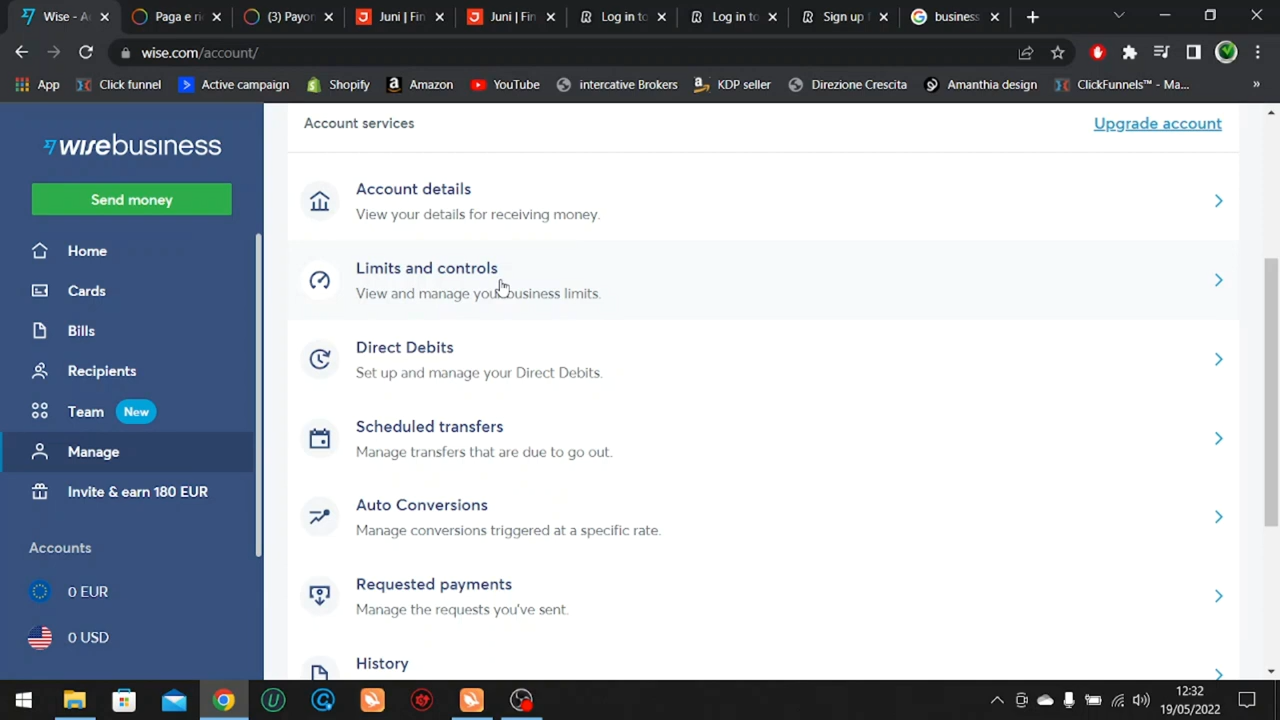 Wise - A
Paga e ri
(3) Payon
Juni | Fin
Juni | Fin
Log in to
Log in to
Sign up
business
wise.com/account/
App
Click funnel
Active campaign
Shopify
Amazon
YouTube
intercative Brokers
KDP seller
Direzione Crescita
Amanthia design
ClickFunnels™ - Ma...
wisebusiness
Send money
Home
Cards
Bills
Recipients
Team New
Manage
Invite & earn 180 EUR
Accounts
0 EUR
0 USD
Account services
Upgrade account
Account details
View your details for receiving money.
Limits and controls
View and manage your business limits.
Direct Debits
Set up and manage your Direct Debits.
Scheduled transfers
Manage transfers that are due to go out.
Auto Conversions
Manage conversions triggered at a specific rate.
Requested payments
Manage the requests you've sent.
History
12:32
19/05/2022